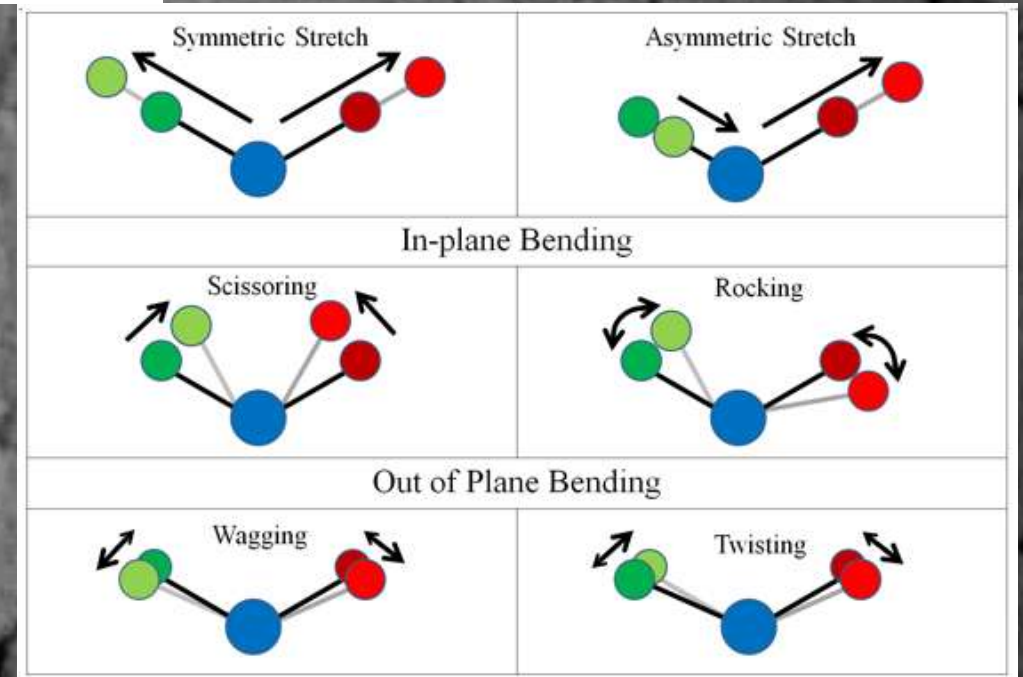 Symmetric Stretch
Asymmetric Stretch
In-plane Bending
Scissoring
Rocking
Out of Plane Bending
Wagging
Twisting